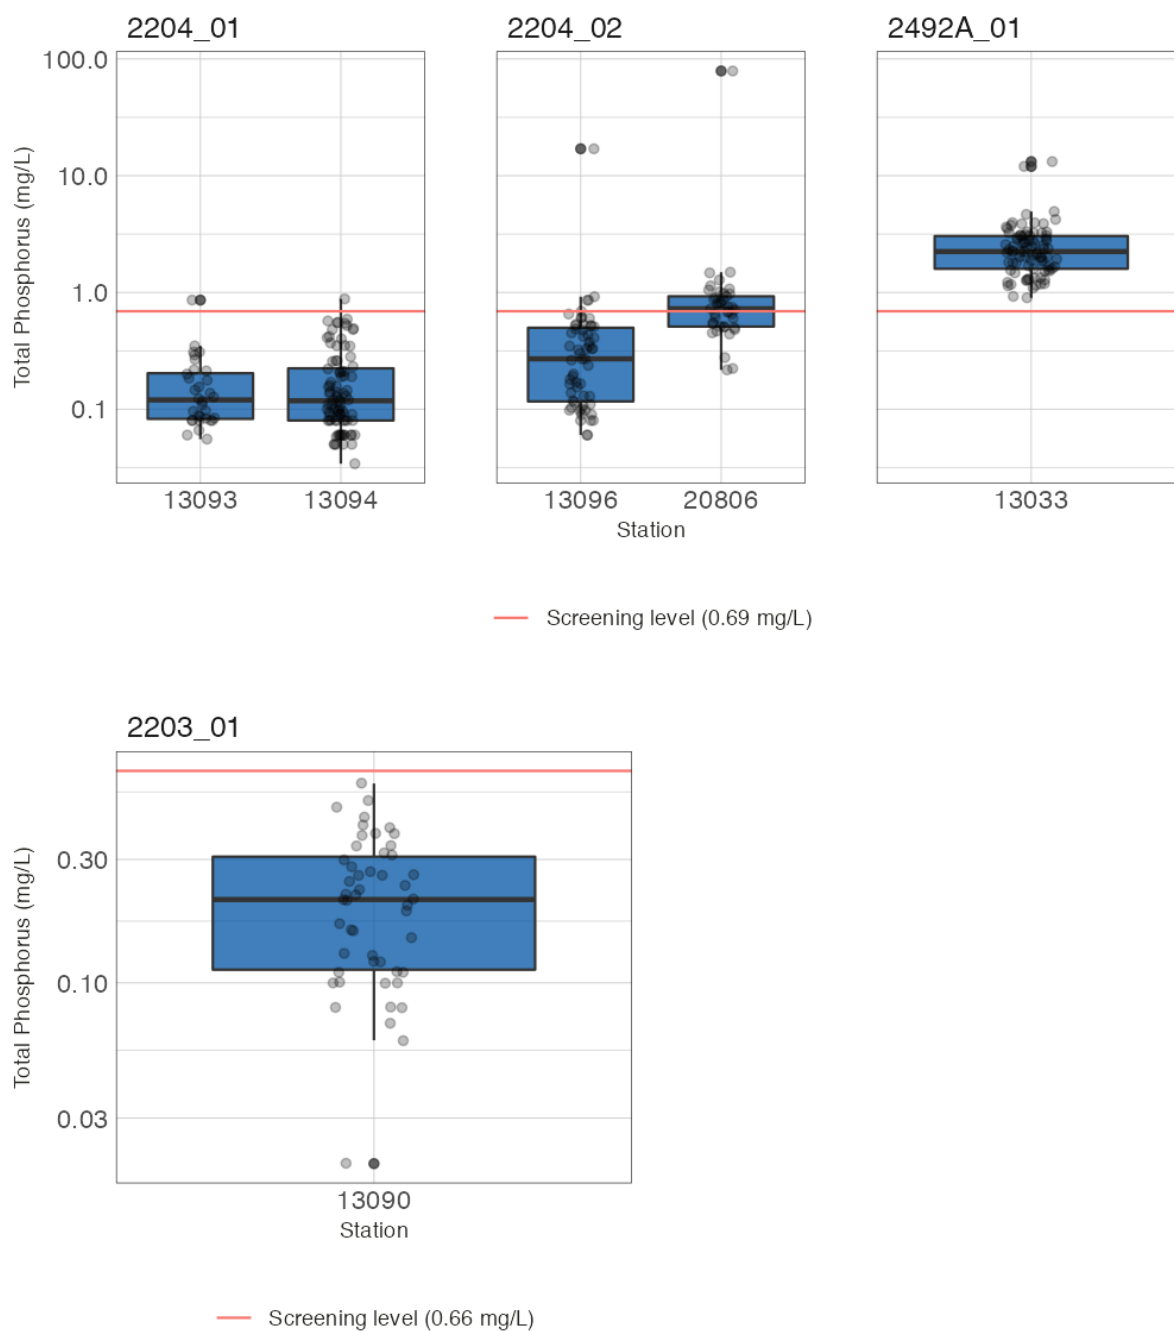 2204_01 2204_02 2492A_01
Total Phosphorus (mg/L)
100.0
10.0
1.0
0.1
13093 13094 13096 20806 13033
Station
Screening level (0.69 mg/L)
2203_01
Total Phosphorus (mg/L)
0.30
0.10
0.03
13090
Station
Screening level (0.66 mg/L)